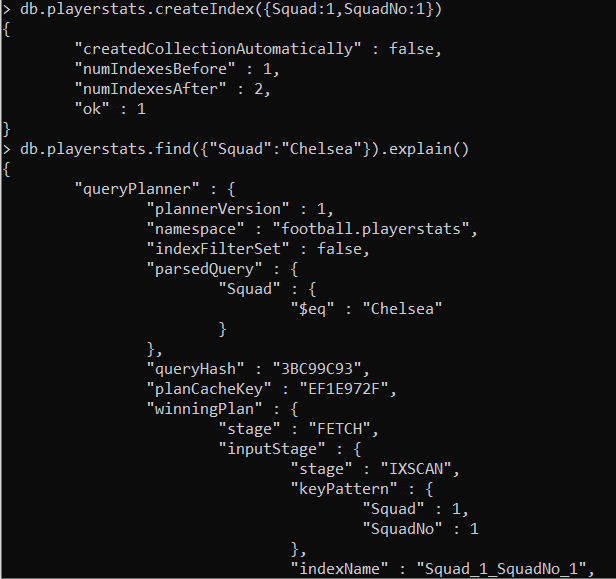 > db.playerstats.createIndex({Squad:1,SquadNo:1})
{
        "createdCollectionAutomatically" : false,
        "numIndexesBefore" : 1,
        "numIndexesAfter" : 2,
        "ok" : 1
}
> db.playerstats.find({"Squad":"Chelsea"}).explain()
{
        "queryPlanner" : {
                "plannerVersion" : 1,
                "namespace" : "football.playerstats",
                "indexFilterSet" : false,
                "parsedQuery" : {
                        "Squad" : {
                                "$eq" : "Chelsea"
                        }
                },
                "queryHash" : "3BC99C93",
                "planCacheKey" : "EF1E972F",
                "winningPlan" : {
                        "stage" : "FETCH",
                        "inputStage" : {
                                "stage" : "IXSCAN",
                                "keyPattern" : {
                                        "Squad" : 1,
                                        "SquadNo" : 1
                                },
                                "indexName" : "Squad_1_SquadNo_1",